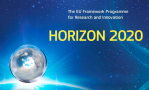 The EU Framework Programme
for Research and Innovation
HORIZON 2020